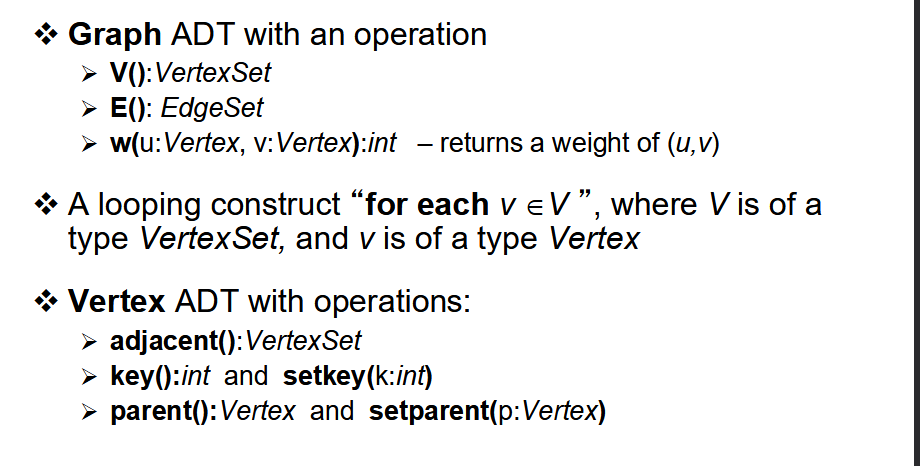 ❖ Graph ADT with an operation
➢ V():VertexSet
➢ E(): EdgeSet
➢ w(u:Vertex, v:Vertex):int – returns a weight of (u,v)
❖ A looping construct “for each v ∈V ”, where V is of a
type VertexSet, and v is of a type Vertex
❖ Vertex ADT with operations:
➢ adjacent():VertexSet
➢ key():int and setkey(k:int)
➢ parent():Vertex and setparent(p:Vertex)